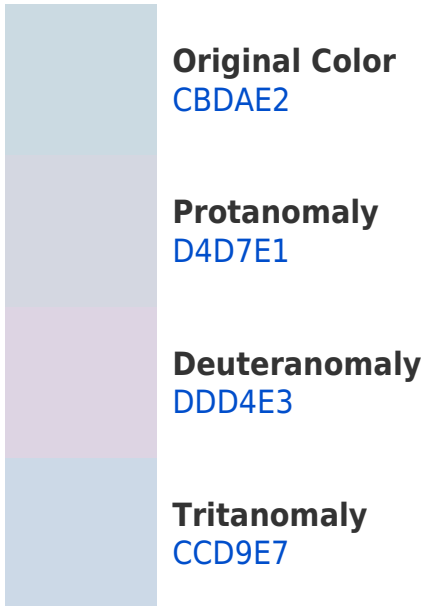 Original Color
CBDAE2
Protanomaly
D4D7E1
Deuteranomaly
DDD4E3
Tritanomaly
CCD9E7